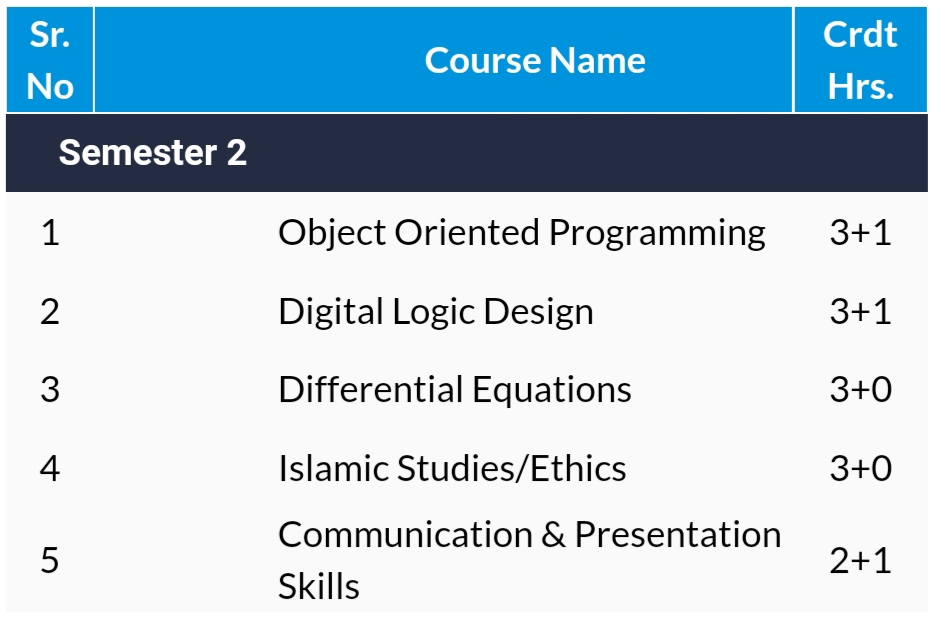 Sr. No Course Name Crdt Hrs.
Semester 2
1 Object Oriented Programming 3+1
2 Digital Logic Design 3+1
3 Differential Equations 3+0
4 Islamic Studies/Ethics 3+0
5 Communication & Presentation Skills 2+1